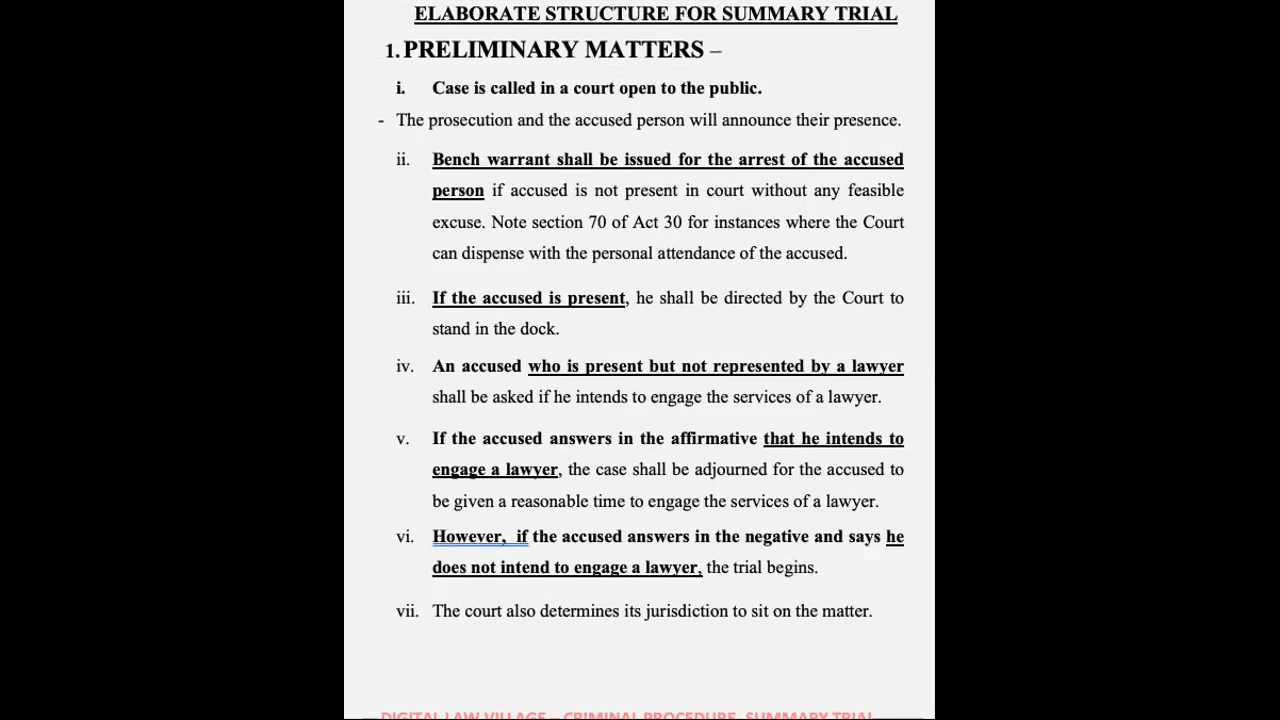 ELABORATE STRUCTURE FOR SUMMARY TRIAL
1. PRELIMINARY MATTERS –
i. Case is called in a court open to the public.
- The prosecution and the accused person will announce their presence.
ii. Bench warrant shall be issued for the arrest of the accused
person if accused is not present in court without any feasible
excuse. Note section 70 of Act 30 for instances where the Court
can dispense with the personal attendance of the accused.
iii. If the accused is present, he shall be directed by the Court to
stand in the dock.
iv. An accused who is present but not represented by a lawyer
shall be asked if he intends to engage the services of a lawyer.
v. If the accused answers in the affirmative that he intends to
engage a lawyer, the case shall be adjourned for the accused to
be given a reasonable time to engage the services of a lawyer.
vi. However, if the accused answers in the negative and says he
does not intend to engage a lawyer, the trial begins.
vii. The court also determines its jurisdiction to sit on the matter.
DIGITAL LAW VILLAGE – CRIMINAL PROCEDURE, SUMMARY TRIAL